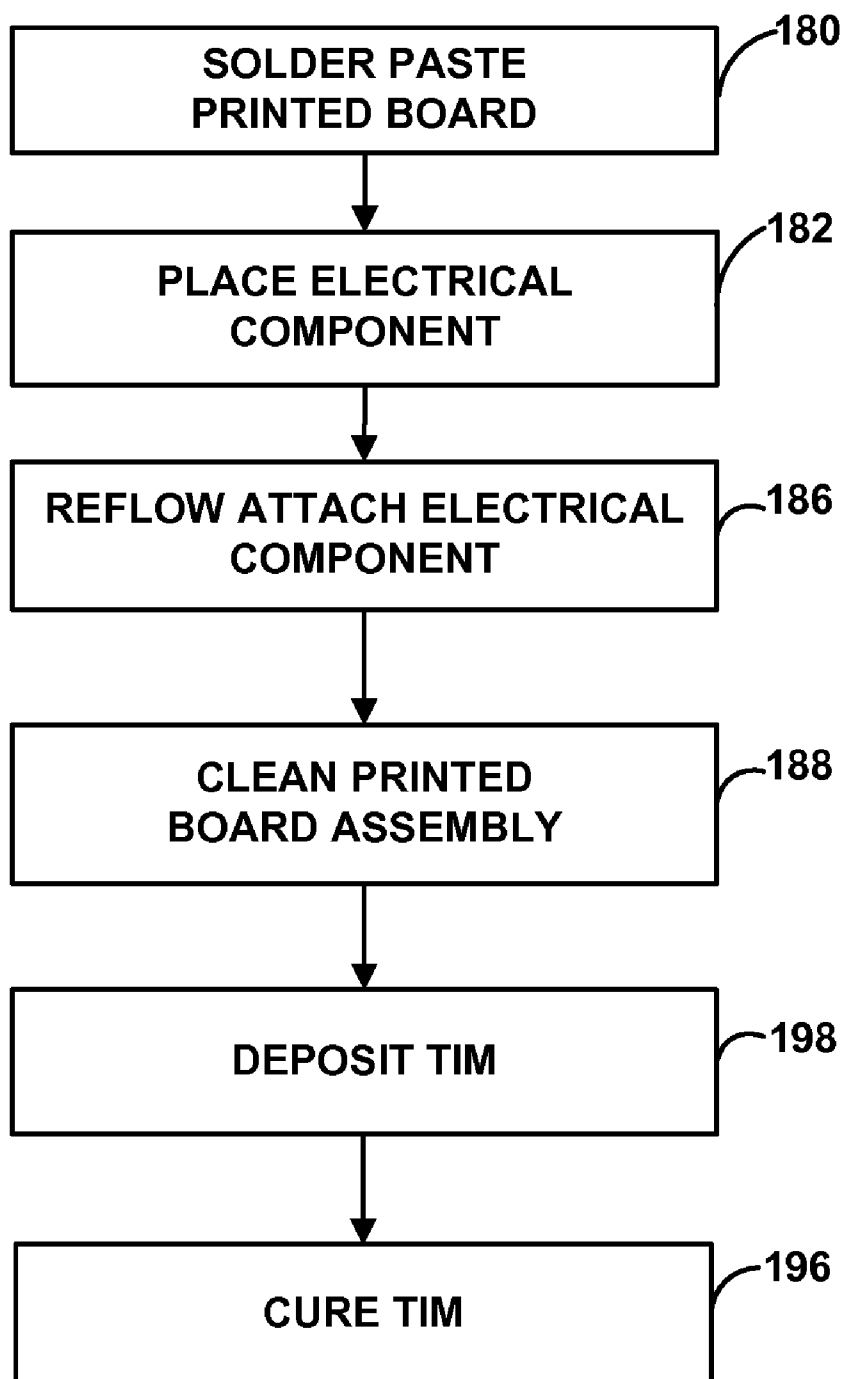 180
SOLDER PASTE
PRINTED BOARD
182
PLACE ELECTRICAL
COMPONENT
186
REFLOW ATTACH ELECTRICAL
COMPONENT
188
CLEAN PRINTED
BOARD ASSEMBLY
198
DEPOSIT TIM
196
CURE TIM